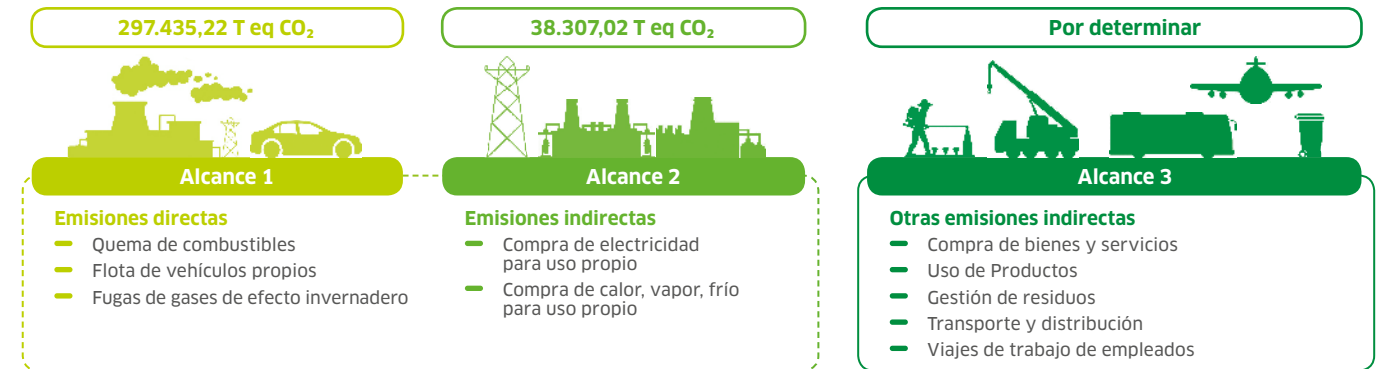 297.435,22 T eq CO₂
Alcance 1
Emisiones directas
Quema de combustibles
Flota de vehículos propios
Fugas de gases de efecto invernadero
38.307,02 T eq CO₂
Alcance 2
Emisiones indirectas
Compra de electricidad
para uso propio
Compra de calor, vapor, frío
para uso propio
Por determinar
Alcance 3
Otras emisiones indirectas
Compra de bienes y servicios
Uso de Productos
Gestión de residuos
Transporte y distribución
Viajes de trabajo de empleados